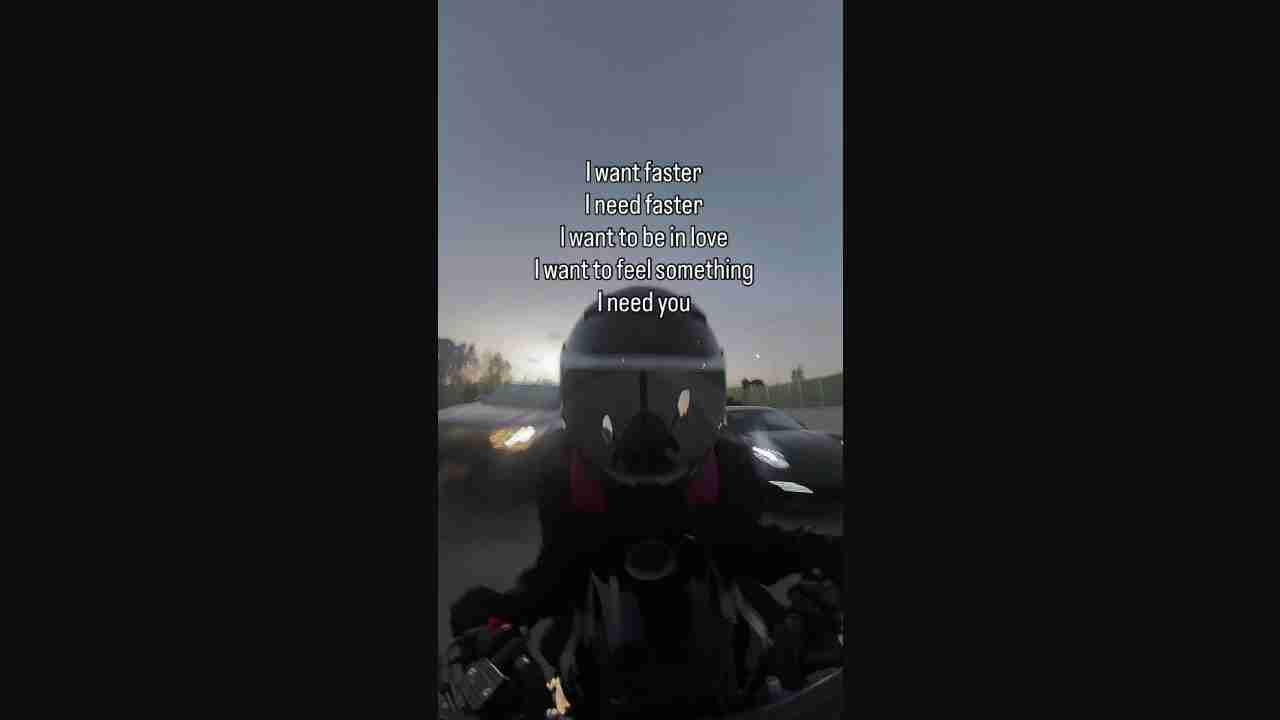 I want faster
I need faster
I want to be in love
I want to feel something
I need you